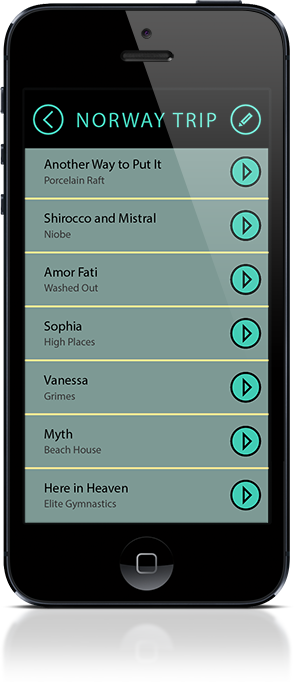 NORWAY TRIP
Another Way to Put It
Porcelain Raft
Shirocco and Mistral
Niobe
Amor Fati
Washed Out
Sophia
High Places
Vanessa
Grimes
Myth
Beach House
Here in Heaven
Elite Gymnastics